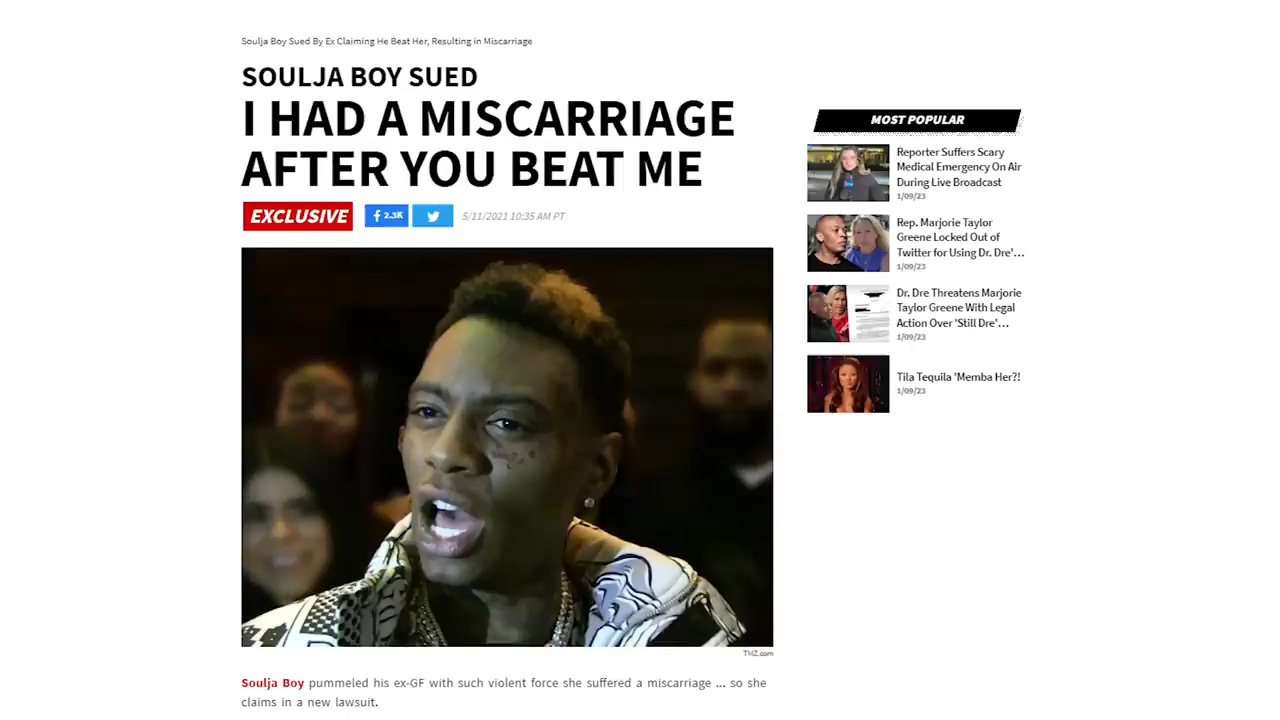 Soulja Boy Sued By Ex Claiming He Beat Her, Resulting in Miscarriage
SOULJA BOY SUED
I HAD A MISCARRIAGE
AFTER YOU BEAT ME
EXCLUSIVE
2.3K
5/11/2021 10:35 AM PT
TMZ.com
Soulja Boy pummeled his ex-GF with such violent force she suffered a miscarriage ... so she
claims in a new lawsuit.
MOST POPULAR
Reporter Suffers Scary
Medical Emergency On Air
During Live Broadcast
1/09/23
Rep. Marjorie Taylor
Greene Locked Out of
Twitter for Using Dr. Dre'...
1/09/23
Dr. Dre Threatens Marjorie
Taylor Greene With Legal
Action Over 'Still Dre'...
1/09/23
Tila Tequila 'Memba Her?!
1/09/23